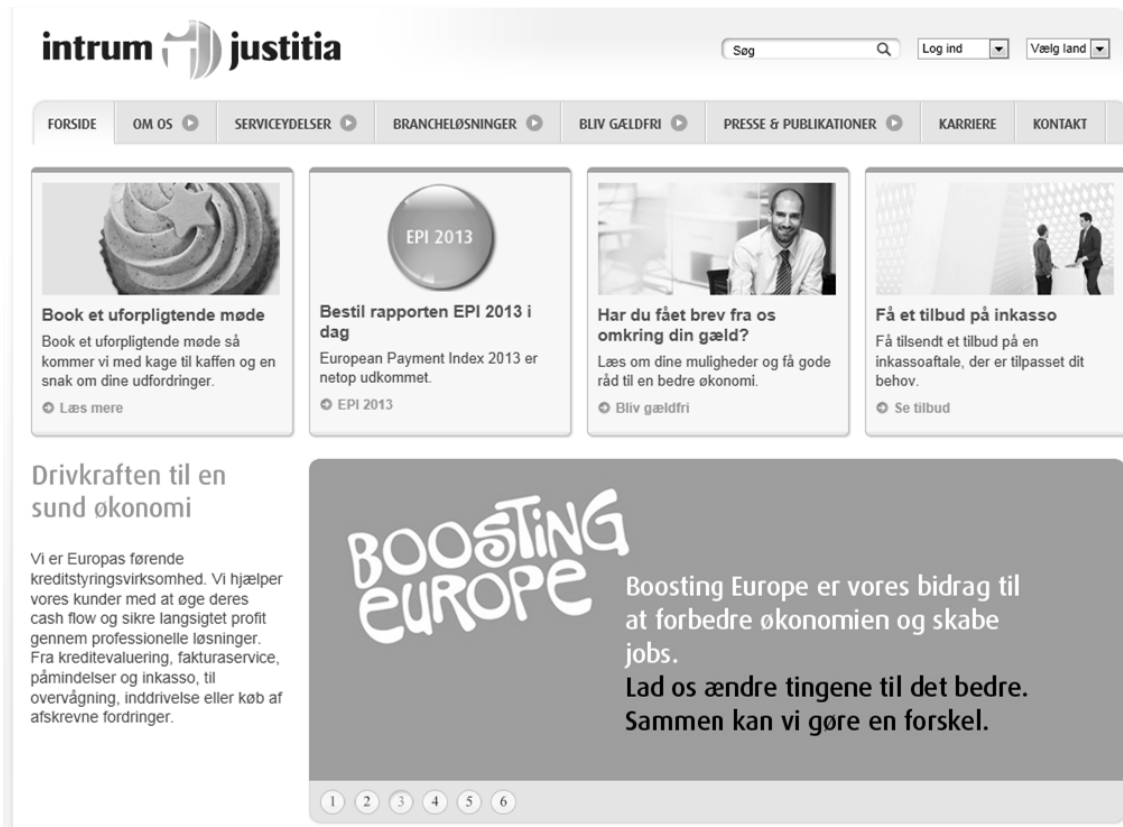 intrum justitia
Søg
Log ind
Vælg land
FORSIDE
OM OS
SERVICEYDELSER
BRANCHELØSNINGER
BLIV GÆLDFRI
PRESSE & PUBLIKATIONER
KARRIERE
KONTAKT
Book et uforpligtende møde
Book et uforpligtende møde så
kommer vi med kage til kaffen og en
snak om dine udfordringer.
Læs mere
EPI 2013
Bestil rapporten EPI 2013 i
dag
European Payment Index 2013 er
netop udkommet.
EPI 2013
Har du fået brev fra os
omkring din gæld?
Læs om dine muligheder og få gode
råd til en bedre økonomi.
Bliv gældfri
Få et tilbud på inkasso
Få tilsendt et tilbud på en
inkassoaftale, der er tilpasset dit
behov.
Se tilbud
Drivkraften til en
sund økonomi
Vi er Europas førende
kreditstyringsvirksomhed. Vi hjælper
vores kunder med at øge deres
cash flow og sikre langsigtet profit
gennem professionelle løsninger.
Fra kreditevaluering, fakturaservice,
påmindelser og inkasso, til
overvågning, inddrivelse eller køb af
afskrevne fordringer.
BOOSTiNG
EUROPE
Boosting Europe er vores bidrag til
at forbedre økonomien og skabe
jobs.
Lad os ændre tingene til det bedre.
Sammen kan vi gøre en forskel.
1 2 3 4 5 6